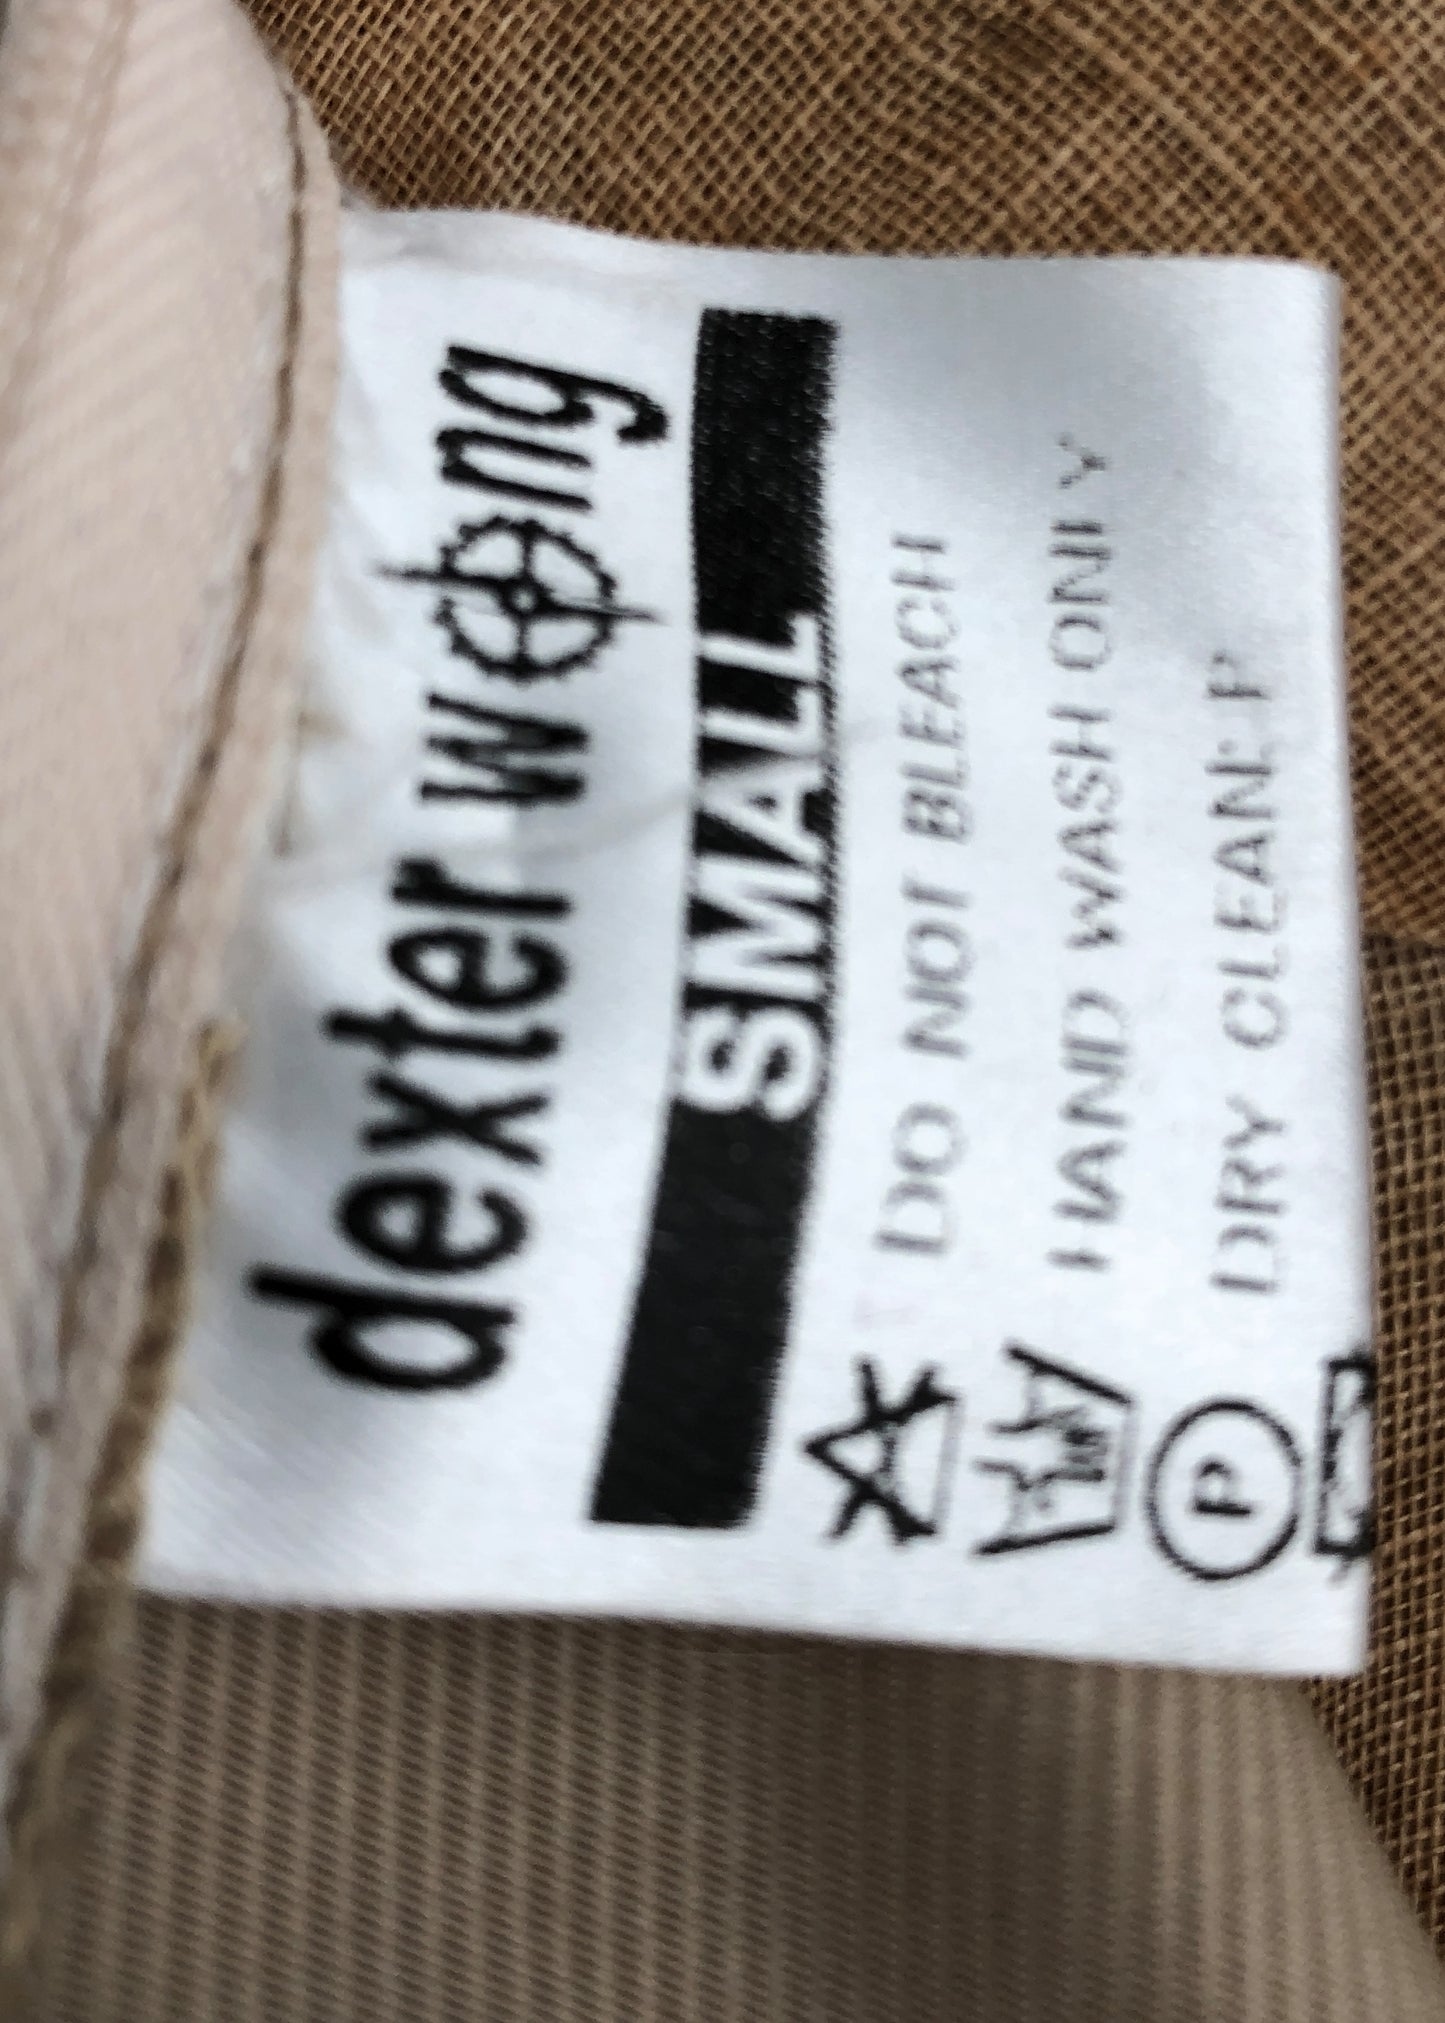 dexter wong
SMALL
DO NOT BLEACH
HAND WASH ONLY
DRY CLEAN: P
P